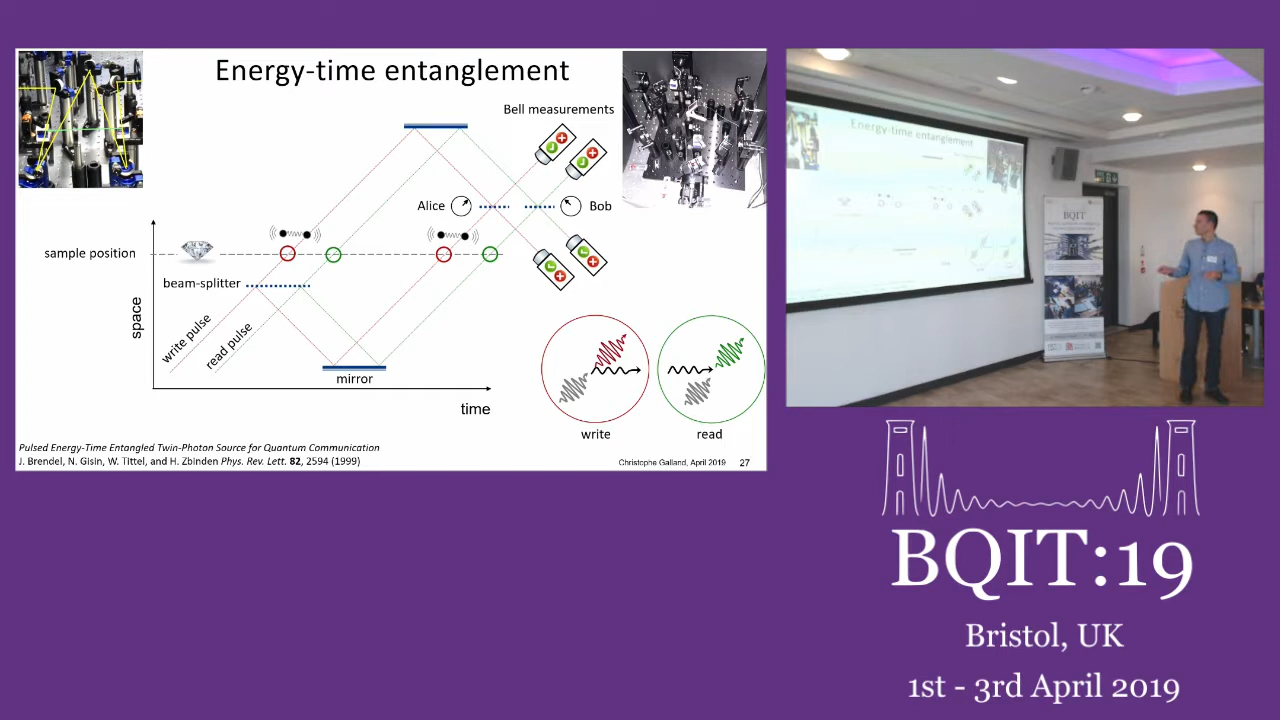 Energy-time entanglement
Bell measurements
Alice
Bob
sample position
beam-splitter
space
write pulse
read pulse
mirror
time
write
read
Pulsed Energy-Time Entangled Twin-Photon Source for Quantum Communication
J. Brendel, N. Gisin, W. Tittel, and H. Zbinden Phys. Rev. Lett. 82, 2594 (1999)
Christophe Galland, April 2019 27
Energy-time entanglement
BQIT
BQIT:19
Bristol, UK
1st - 3rd April 2019